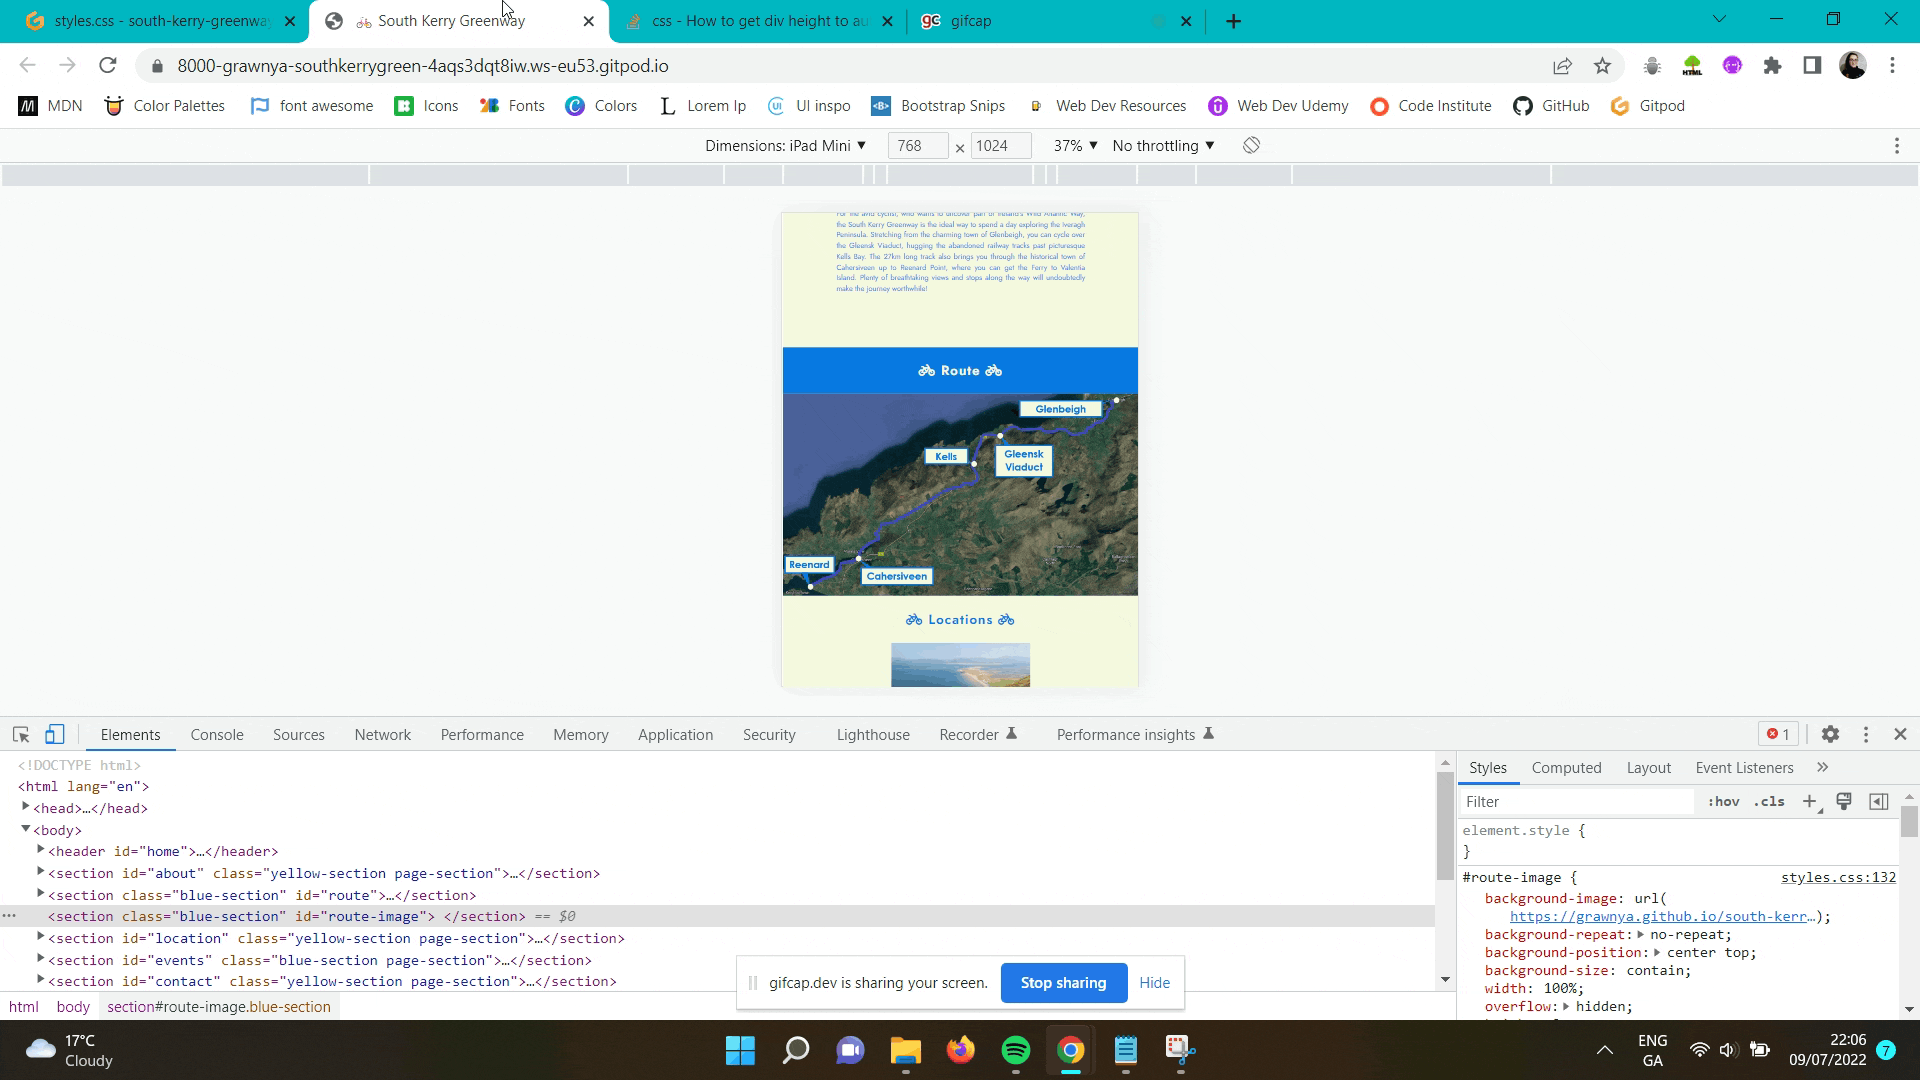 styles.css - south-kerry-greenway
South Kerry Greenway
css - How to get div height to au
gifcap
8000-grawnya-southkerrygreen-4aqs3dqt8iw.ws-eu53.gitpod.io
MDN
Color Palettes
font awesome
Icons
Fonts
Colors
Lorem Ip
UI inspo
Bootstrap Snips
Web Dev Resources
Web Dev Udemy
Code Institute
GitHub
Gitpod
Dimensions: iPad Mini ▼ 768 × 1024 37% ▼ No throttling ▼
For the avid cyclist, who wants to uncover part of Ireland's Wild Atlantic Way,
the South Kerry Greenway is the ideal way to spend a day exploring the Iveragh
Peninsula. Stretching from the charming town of Glenbeigh, you can cycle over
the Gleensk Viaduct, hugging the abandoned railway tracks past picturesque
Kells Bay. The 27km long track also brings you through the historical town of
Cahersiveen up to Reenard Point, where you can get the Ferry to Valentia
Island. Plenty of breathtaking views and stops along the way will undoubtedly
make the journey worthwhile!
Route
Glenbeigh
Kells
Gleensk
Viaduct
Reenard
Cahersiveen
Locations
Elements
Console
Sources
Network
Performance
Memory
Application
Security
Lighthouse
Recorder
Performance insights
1
<!DOCTYPE html>
<html lang="en">
<head>…</head>
<body>
<header id="home">…</header>
<section id="about" class="yellow-section page-section">…</section>
<section class="blue-section" id="route">…</section>
<section class="blue-section" id="route-image"> </section> == $0
<section id="location" class="yellow-section page-section">…</section>
<section id="events" class="blue-section page-section">…</section>
<section id="contact" class="yellow-section page-section">…</section>
html body section#route-image.blue-section
Styles
Computed
Layout
Event Listeners
Filter
:hov .cls
element.style {
}
#route-image { styles.css:132
background-image: url(
https://grawnya.github.io/south-kerr…);
background-repeat: no-repeat;
background-position: center top;
background-size: contain;
width: 100%;
overflow: hidden;
gifcap.dev is sharing your screen.
Stop sharing
Hide
17°C
Cloudy
ENG
GA
22:06
09/07/2022
7